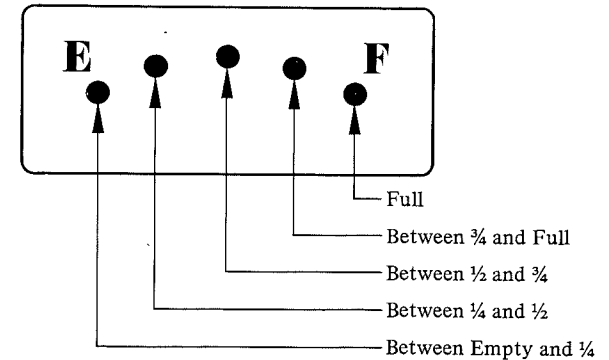 E F
Full
Between ¾ and Full
Between ½ and ¾
Between ¼ and ½
Between Empty and ¼